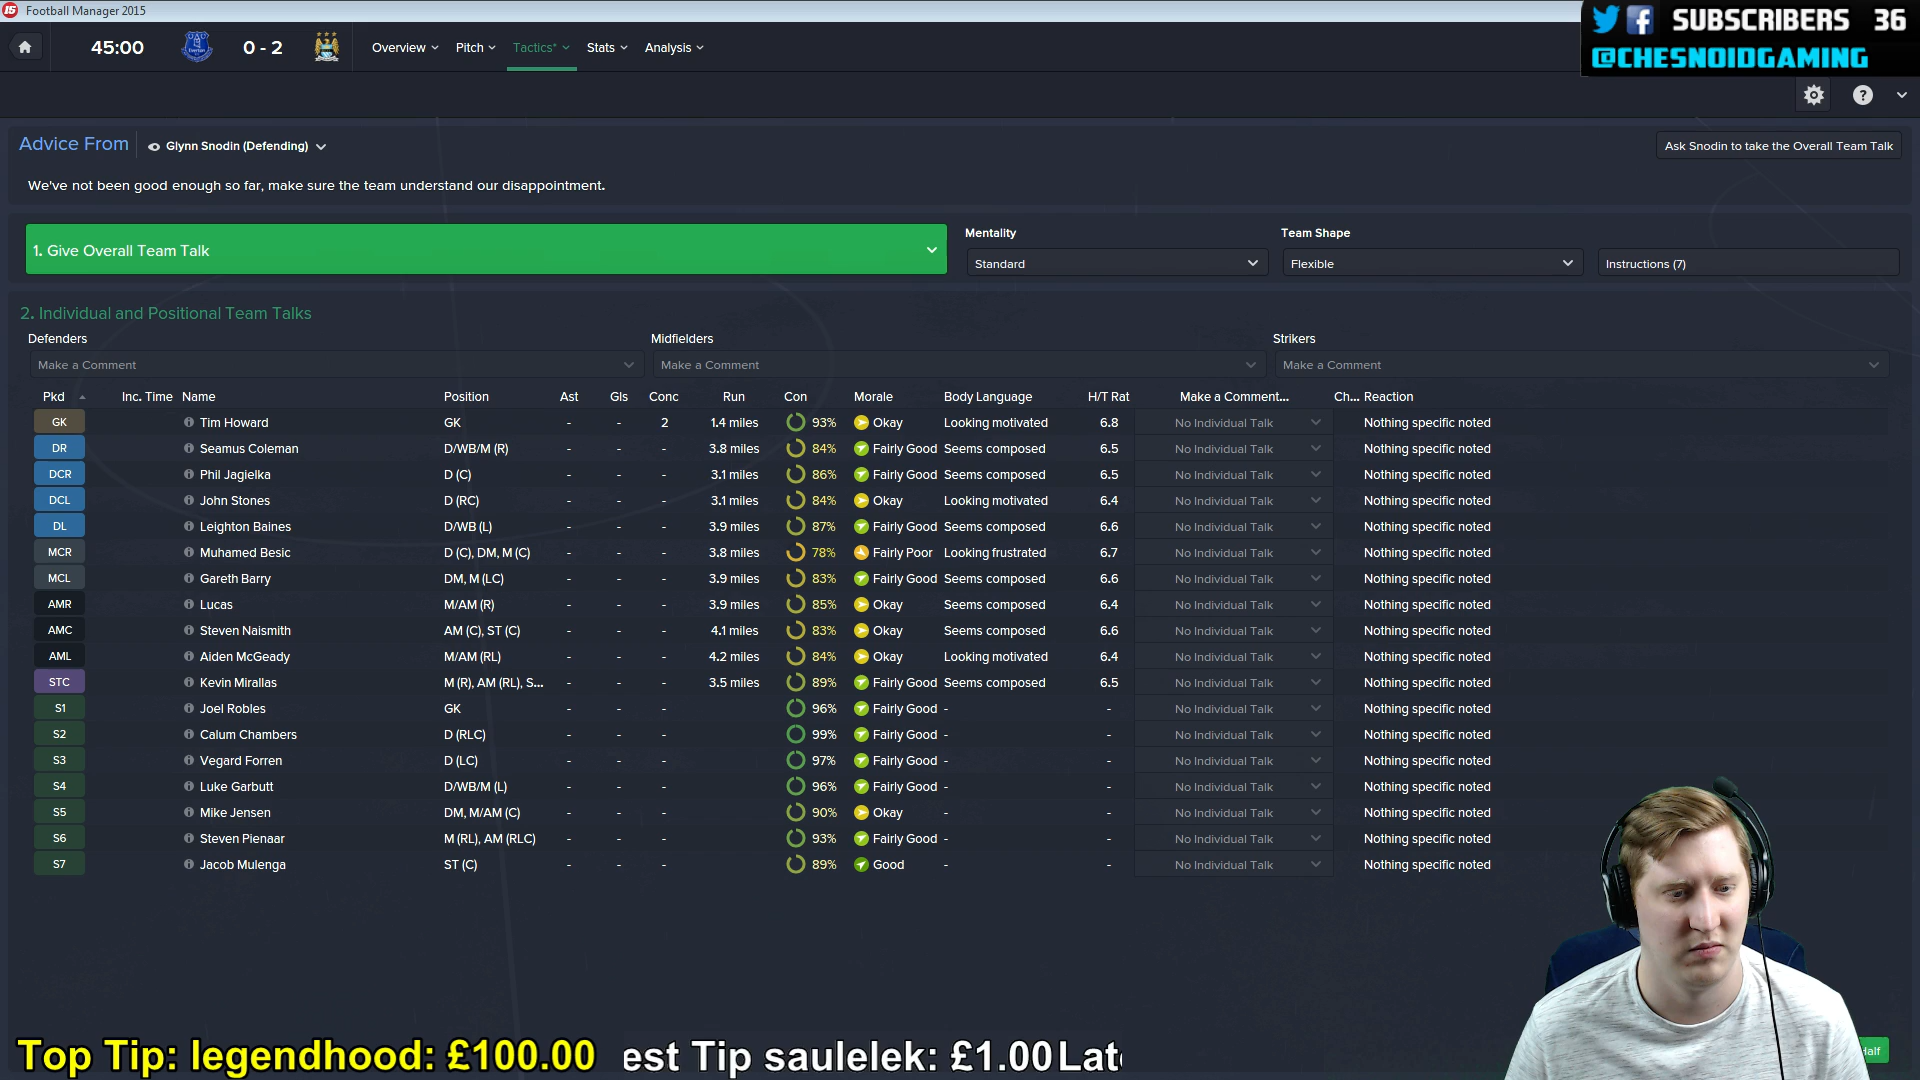 Football Manager 2015
SUBSCRIBERS 36
@CHESNOIDGAMING
45:00 Everton 0 - 2 Overview Pitch Tactics* Stats Analysis
?
Advice From Glynn Snodin (Defending) Ask Snodin to take the Overall Team Talk
We've not been good enough so far, make sure the team understand our disappointment.
Mentality Team Shape
1. Give Overall Team Talk Standard Flexible Instructions (7)
2. Individual and Positional Team Talks
Defenders Midfielders Strikers
Make a Comment Make a Comment Make a Comment
Pkd Inc. Time Name Position Ast Gls Conc Run Con Morale Body Language H/T Rat Make a Comment... Ch... Reaction
GK Tim Howard GK - - 2 1.4 miles 93% Okay Looking motivated 6.8 No Individual Talk Nothing specific noted
DR Seamus Coleman D/WB/M (R) - - - 3.8 miles 84% Fairly Good Seems composed 6.5 No Individual Talk Nothing specific noted
DCR Phil Jagielka D (C) - - - 3.1 miles 86% Fairly Good Seems composed 6.5 No Individual Talk Nothing specific noted
DCL John Stones D (RC) - - - 3.1 miles 84% Okay Looking motivated 6.4 No Individual Talk Nothing specific noted
DL Leighton Baines D/WB (L) - - - 3.9 miles 87% Fairly Good Seems composed 6.6 No Individual Talk Nothing specific noted
MCR Muhamed Besic D (C), DM, M (C) - - - 3.8 miles 78% Fairly Poor Looking frustrated 6.7 No Individual Talk Nothing specific noted
MCL Gareth Barry DM, M (LC) - - - 3.9 miles 83% Fairly Good Seems composed 6.6 No Individual Talk Nothing specific noted
AMR Lucas M/AM (R) - - - 3.9 miles 85% Okay Seems composed 6.4 No Individual Talk Nothing specific noted
AMC Steven Naismith AM (C), ST (C) - - - 4.1 miles 83% Okay Seems composed 6.6 No Individual Talk Nothing specific noted
AML Aiden McGeady M/AM (RL) - - - 4.2 miles 84% Okay Looking motivated 6.4 No Individual Talk Nothing specific noted
STC Kevin Mirallas M (R), AM (RL), S... - - - 3.5 miles 89% Fairly Good Seems composed 6.5 No Individual Talk Nothing specific noted
S1 Joel Robles GK - - - 96% Fairly Good - - No Individual Talk Nothing specific noted
S2 Calum Chambers D (RLC) - - - 99% Fairly Good - - No Individual Talk Nothing specific noted
S3 Vegard Forren D (LC) - - - 97% Fairly Good - - No Individual Talk Nothing specific noted
S4 Luke Garbutt D/WB/M (L) - - - 96% Fairly Good - - No Individual Talk Nothing specific noted
S5 Mike Jensen DM, M/AM (C) - - - 90% Okay - - No Individual Talk Nothing specific noted
S6 Steven Pienaar M (RL), AM (RLC) - - - 93% Fairly Good - - No Individual Talk Nothing specific noted
S7 Jacob Mulenga ST (C) - - - 89% Good - - No Individual Talk Nothing specific noted
Half
Top Tip: legendhood: £100.00 est Tip saulelek: £1.00 Late